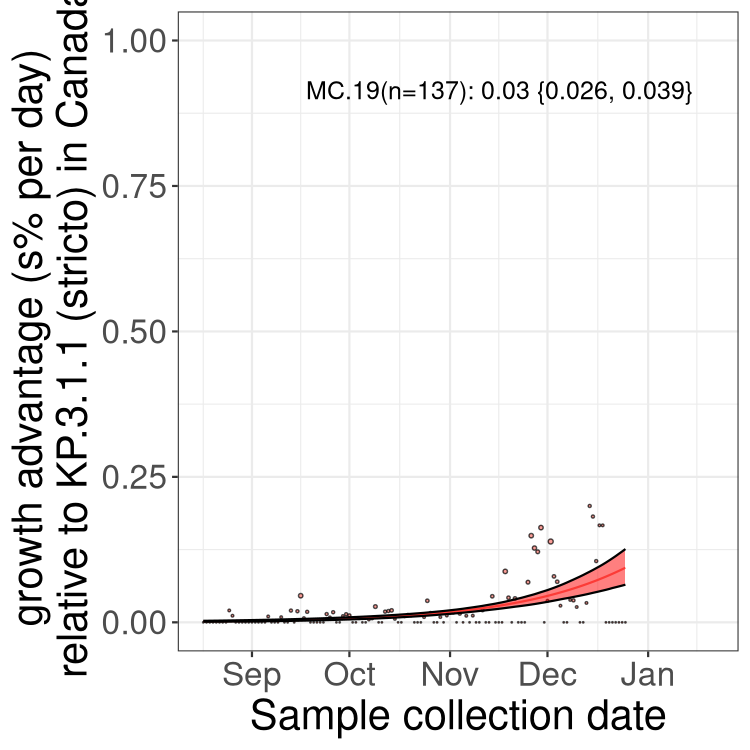 growth advantage (s% per day)
relative to KP.3.1.1 (stricto) in Canada
1.00
0.75
0.50
0.25
0.00
MC.19(n=137): 0.03 {0.026, 0.039}
Sep Oct Nov Dec Jan
Sample collection date